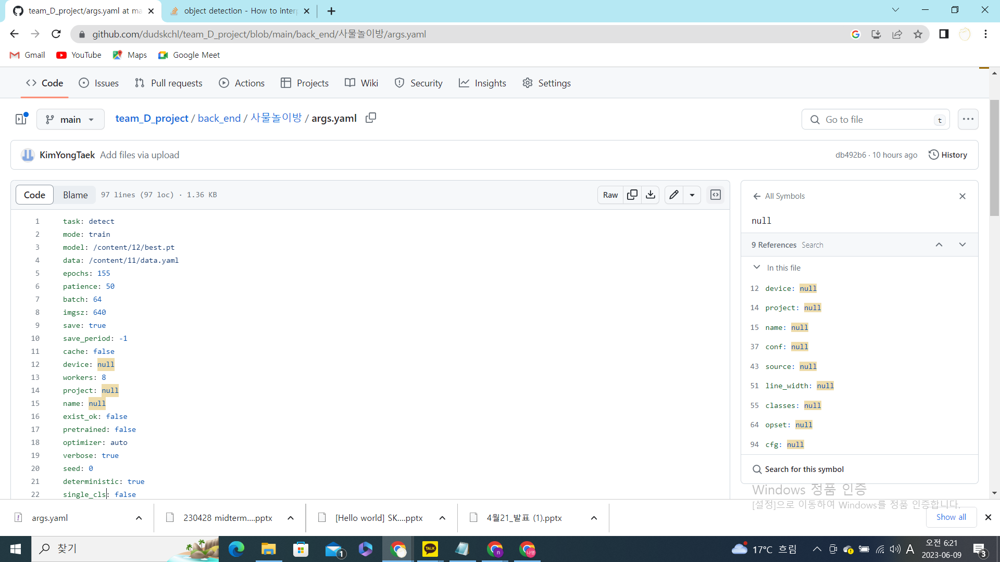 team_D_project/args.yaml at ma
object detection - How to interp
github.com/dudskchl/team_D_project/blob/main/back_end/사물놀이방/args.yaml
Gmail
YouTube
Maps
Google Meet
Code
Issues
Pull requests
Actions
Projects
Wiki
Security
Insights
Settings
main
team_D_project / back_end / 사물놀이방 / args.yaml
Go to file
t
KimYongTaek Add files via upload
db492b6 · 10 hours ago
History
Code
Blame
97 lines (97 loc) · 1.36 KB
Raw
1 task: detect
2 mode: train
3 model: /content/12/best.pt
4 data: /content/11/data.yaml
5 epochs: 155
6 patience: 50
7 batch: 64
8 imgsz: 640
9 save: true
10 save_period: -1
11 cache: false
12 device: null
13 workers: 8
14 project: null
15 name: null
16 exist_ok: false
17 pretrained: false
18 optimizer: auto
19 verbose: true
20 seed: 0
21 deterministic: true
22 single_cls: false
All Symbols
null
9 References Search
In this file
12 device: null
14 project: null
15 name: null
37 conf: null
43 source: null
51 line_width: null
55 classes: null
64 opset: null
94 cfg: null
Search for this symbol
Windows 정품 인증
[설정]으로 이동하여 Windows를 정품 인증합니다.
args.yaml
230428 midterm....pptx
[Hello world] SK....pptx
4월21_발표 (1).pptx
Show all
찾기
1
TALK
n
나영
17°C 흐림
A
오전 6:21
2023-06-09
3